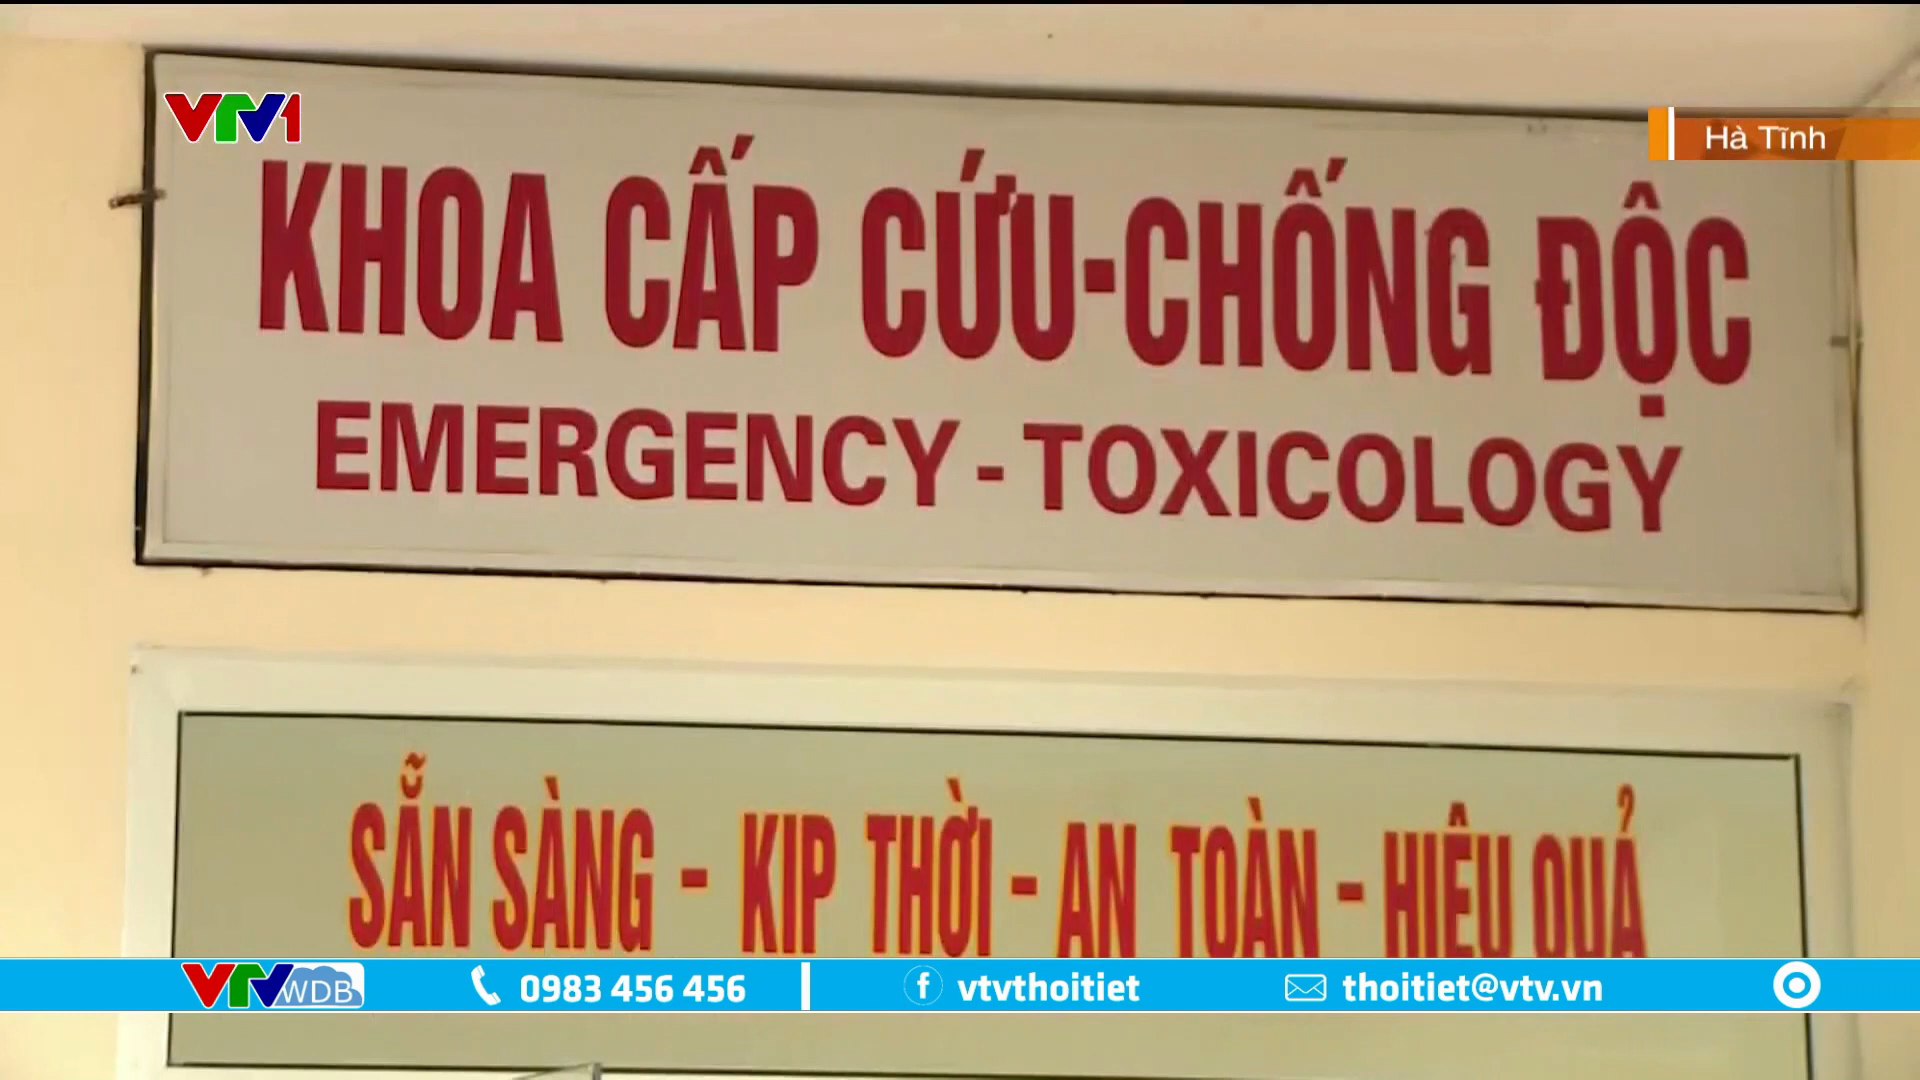 VTV1
Hà Tĩnh
KHOA CẤP CỨU-CHỐNG ĐỘC
EMERGENCY - TOXICOLOGY
SẴN SÀNG - KỊP THỜI - AN TOÀN - HIỆU QUẢ
VTV WDB 0983 456 456 vtvthoitiet thoitiet@vtv.vn